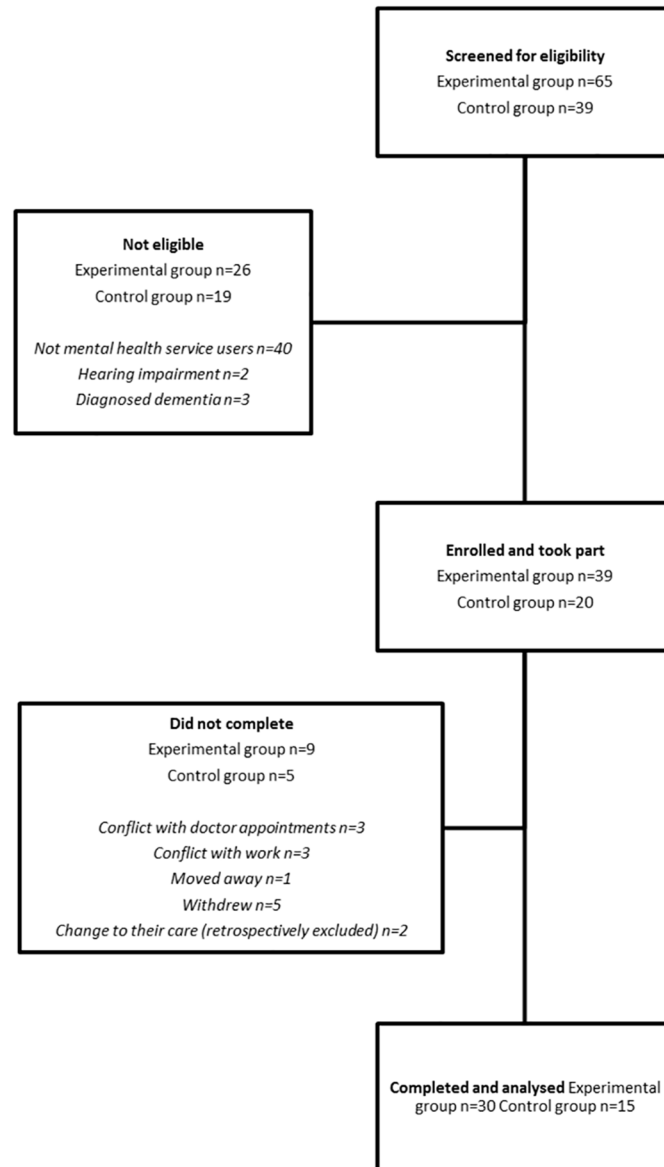 Screened for eligibility
Experimental group n=65
Control group n=39
Not eligible
Experimental group n=26
Control group n=19
Not mental health service users n=40
Hearing impairment n=2
Diagnosed dementia n=3
Enrolled and took part
Experimental group n=39
Control group n=20
Did not complete
Experimental group n=9
Control group n=5
Conflict with doctor appointments n=3
Conflict with work n=3
Moved away n=1
Withdrew n=5
Change to their care (retrospectively excluded) n=2
Completed and analysed Experimental
group n=30 Control group n=15